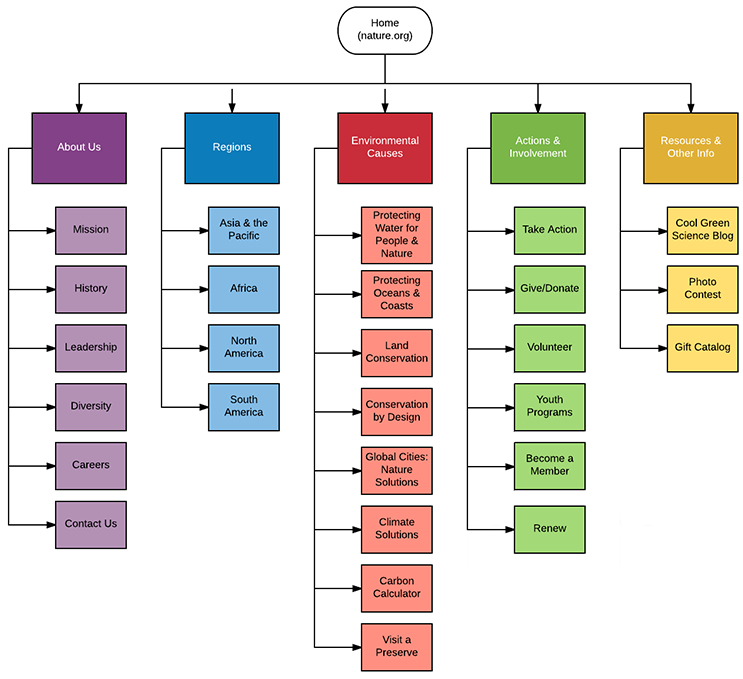 Home
(nature.org)
About Us
Regions
Environmental
Causes
Actions &
Involvement
Resources &
Other Info
Mission
History
Leadership
Diversity
Careers
Contact Us
Asia & the
Pacific
Africa
North
America
South
America
Protecting
Water for
People &
Nature
Protecting
Oceans &
Coasts
Land
Conservation
Conservation
by Design
Global Cities:
Nature
Solutions
Climate
Solutions
Carbon
Calculator
Visit a
Preserve
Take Action
Give/Donate
Volunteer
Youth
Programs
Become a
Member
Renew
Cool Green
Science Blog
Photo
Contest
Gift Catalog